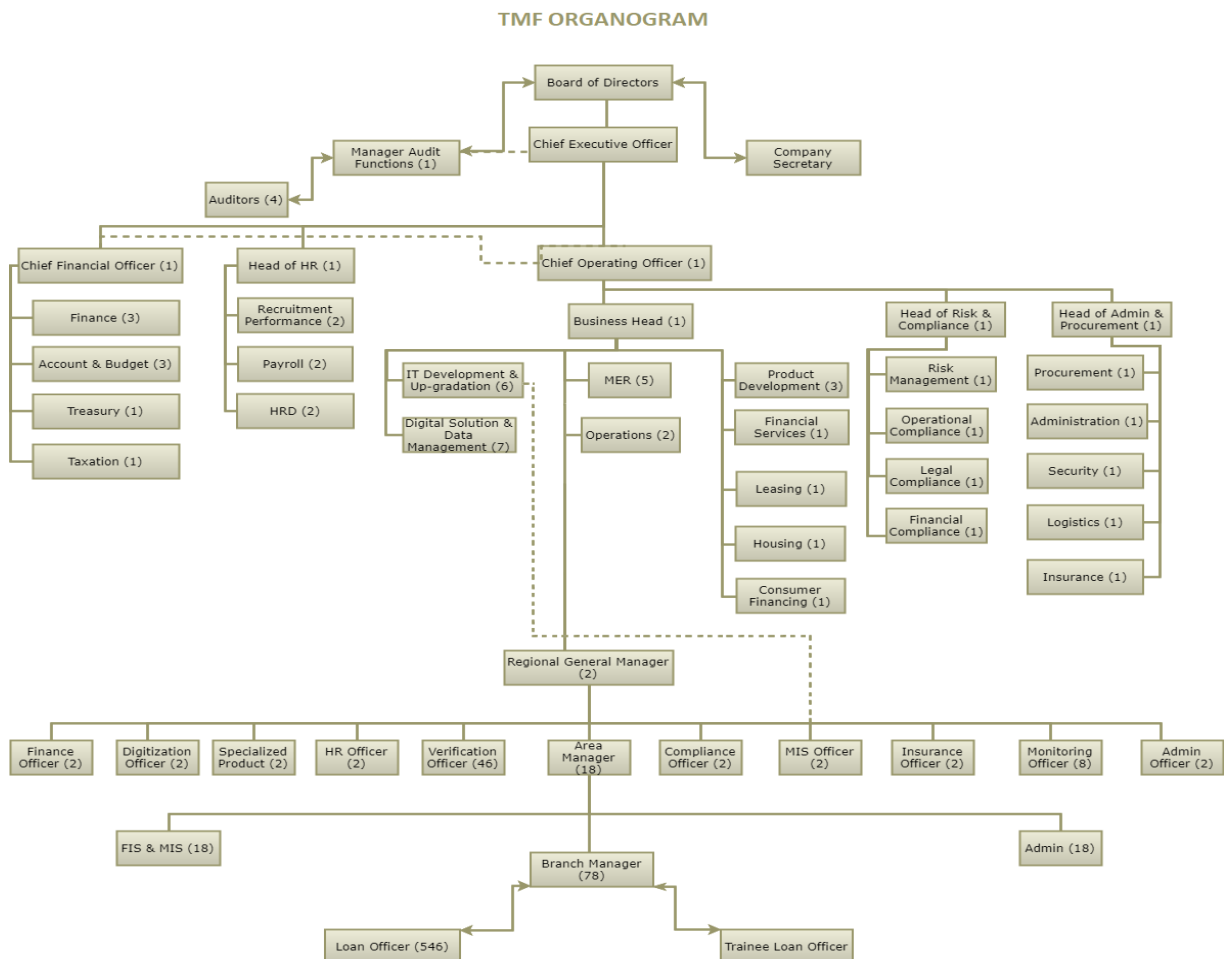 TMF ORGANOGRAM
Board of Directors
Chief Executive Officer
Manager Audit
Functions (1)
Company
Secretary
Auditors (4)
Chief Financial Officer (1)
Head of HR (1)
Chief Operating Officer (1)
Finance (3)
Account & Budget (3)
Treasury (1)
Taxation (1)
Recruitment
Performance (2)
Payroll (2)
HRD (2)
Business Head (1)
Head of Risk &
Compliance (1)
Head of Admin &
Procurement (1)
IT Development &
Up-gradation (6)
Digital Solution &
Data
Management (7)
MER (5)
Operations (2)
Product
Development (3)
Financial
Services (1)
Leasing (1)
Housing (1)
Consumer
Financing (1)
Risk
Management (1)
Operational
Compliance (1)
Legal
Compliance (1)
Financial
Compliance (1)
Procurement (1)
Administration (1)
Security (1)
Logistics (1)
Insurance (1)
Regional General Manager
(2)
Finance
Officer (2)
Digitization
Officer (2)
Specialized
Product (2)
HR Officer
(2)
Verification
Officer (46)
Area
Manager
(18)
Compliance
Officer (2)
MIS Officer
(2)
Insurance
Officer (2)
Monitoring
Officer (8)
Admin
Officer (2)
FIS & MIS (18)
Admin (18)
Branch Manager
(78)
Loan Officer (546)
Trainee Loan Officer